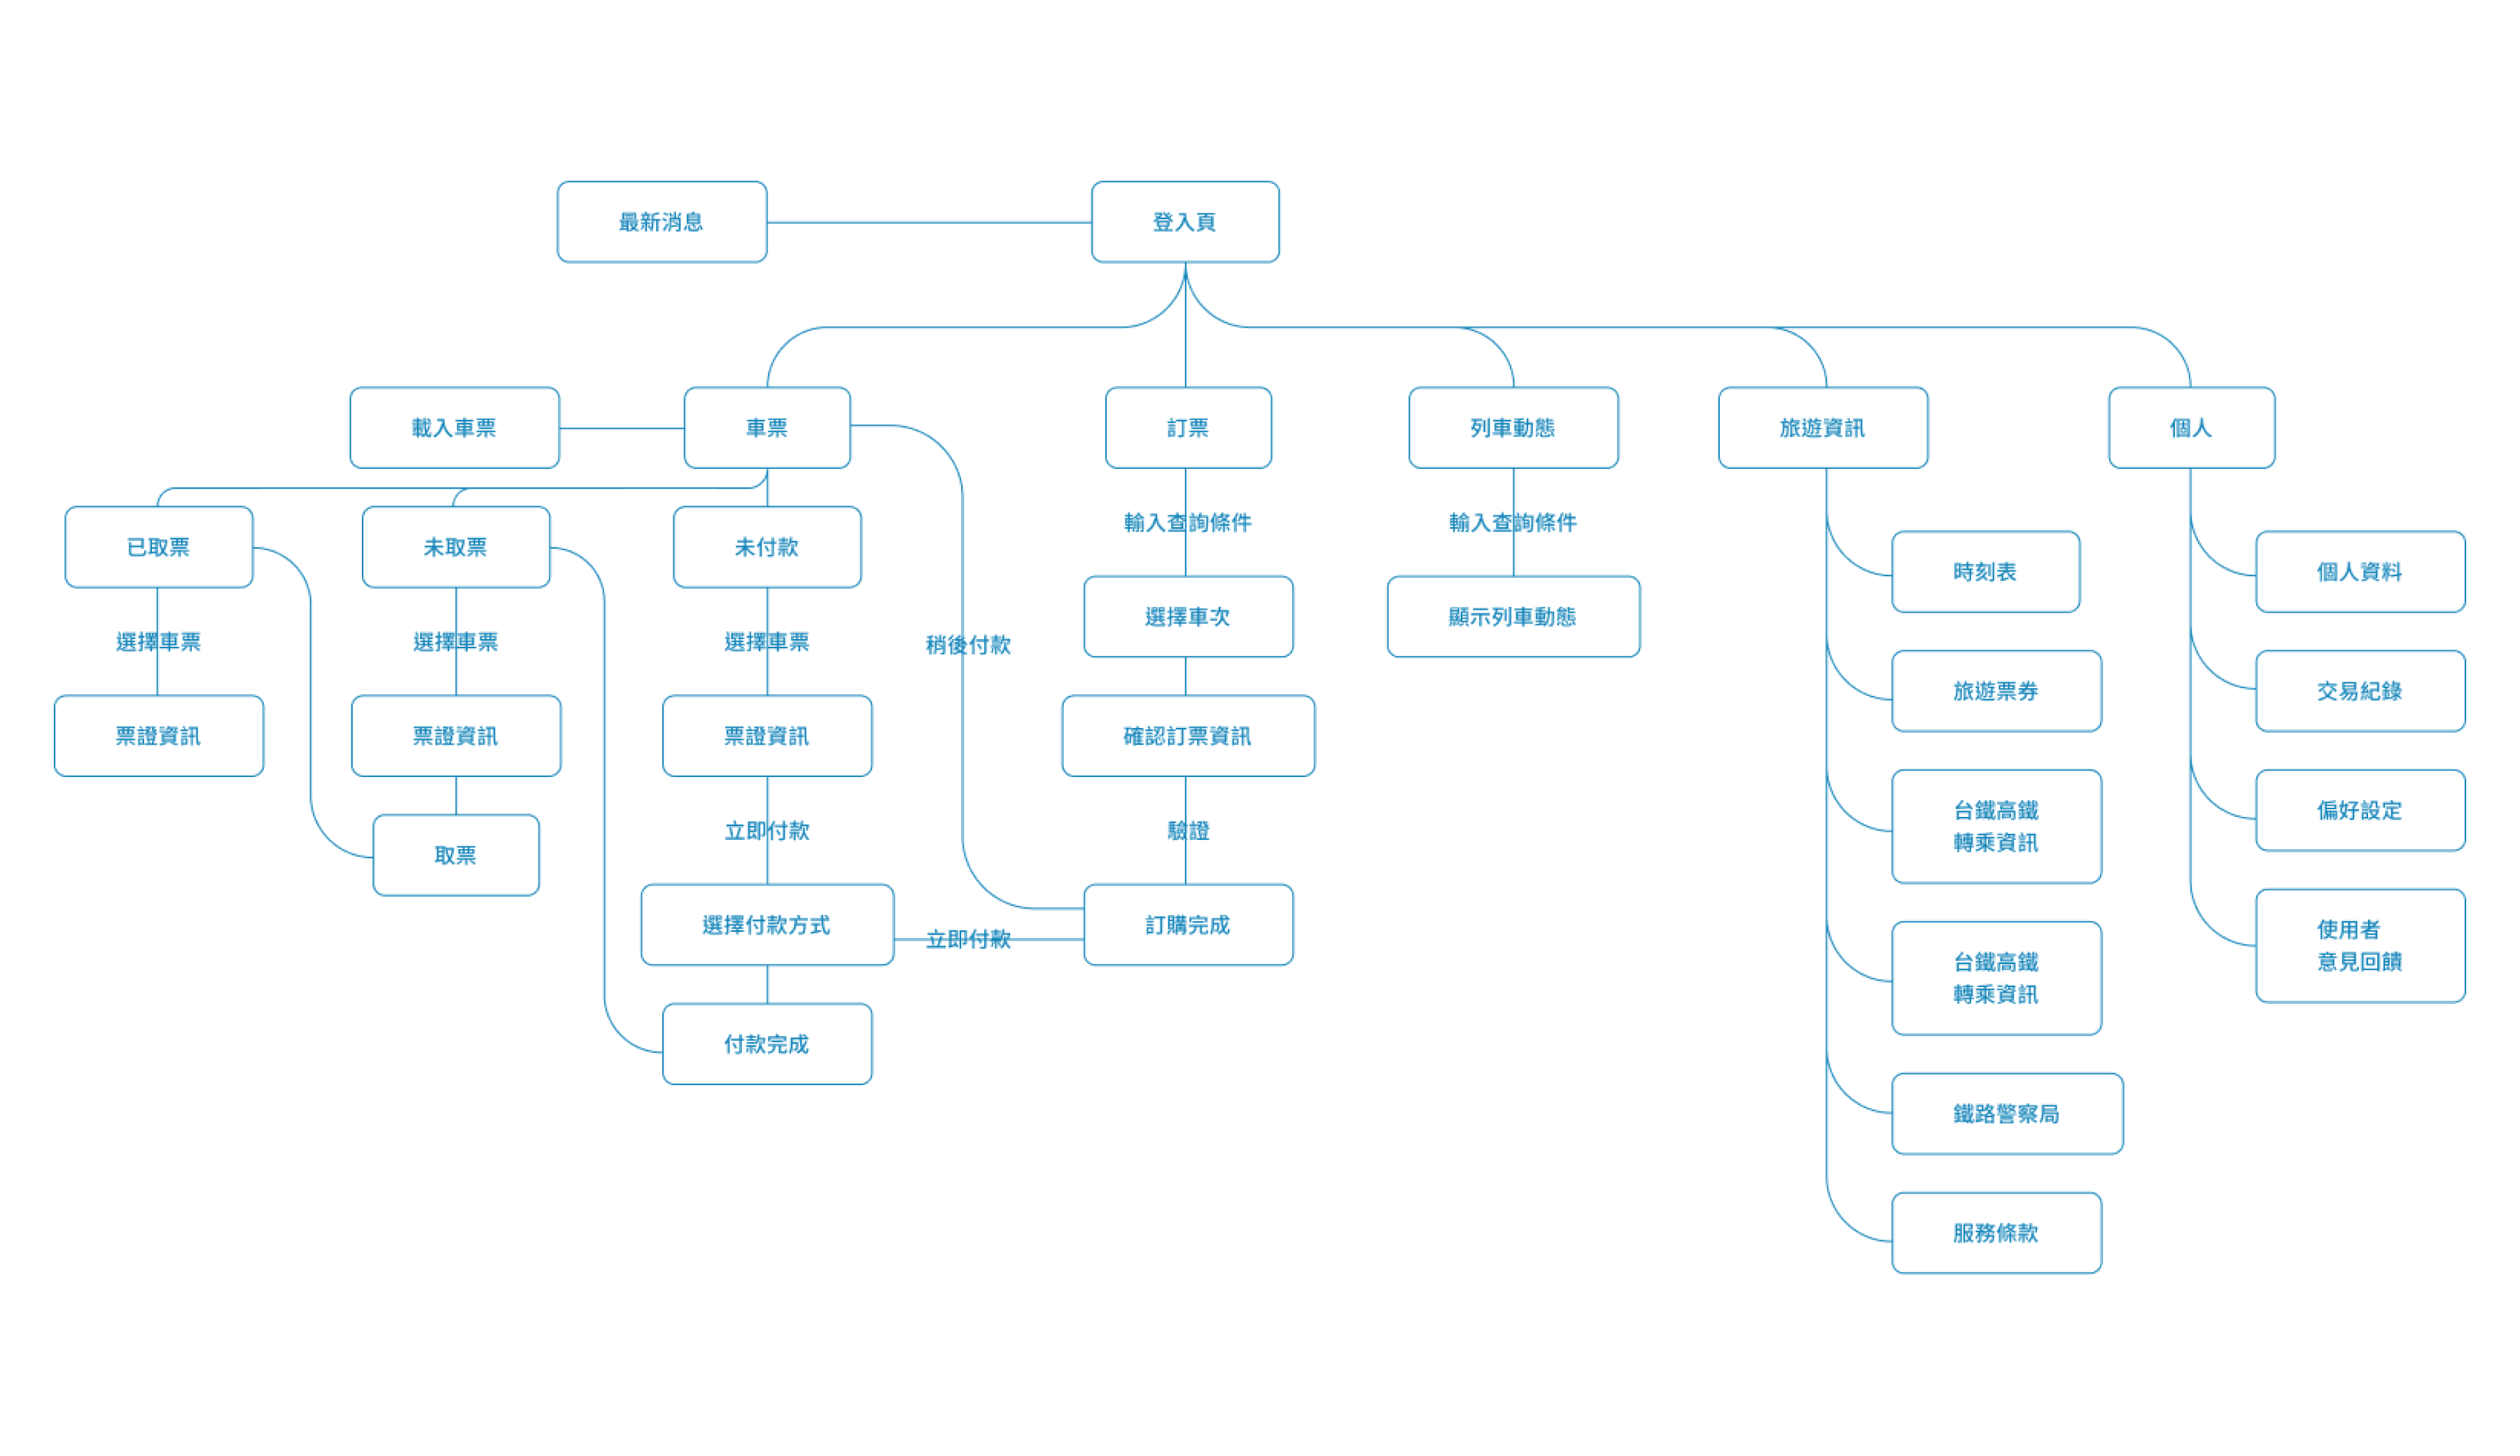 最新消息
登入頁
載入車票
車票
訂票
列車動態
旅遊資訊
個人
已取票
未取票
未付款
輸入查詢條件
輸入查詢條件
時刻表
個人資料
選擇車票
選擇車票
選擇車票
稍後付款
選擇車次
顯示列車動態
旅遊票券
交易紀錄
票證資訊
票證資訊
票證資訊
確認訂票資訊
台鐵高鐵
轉乘資訊
偏好設定
取票
立即付款
驗證
選擇付款方式
立即付款
訂購完成
台鐵高鐵
轉乘資訊
使用者
意見回饋
付款完成
鐵路警察局
服務條款